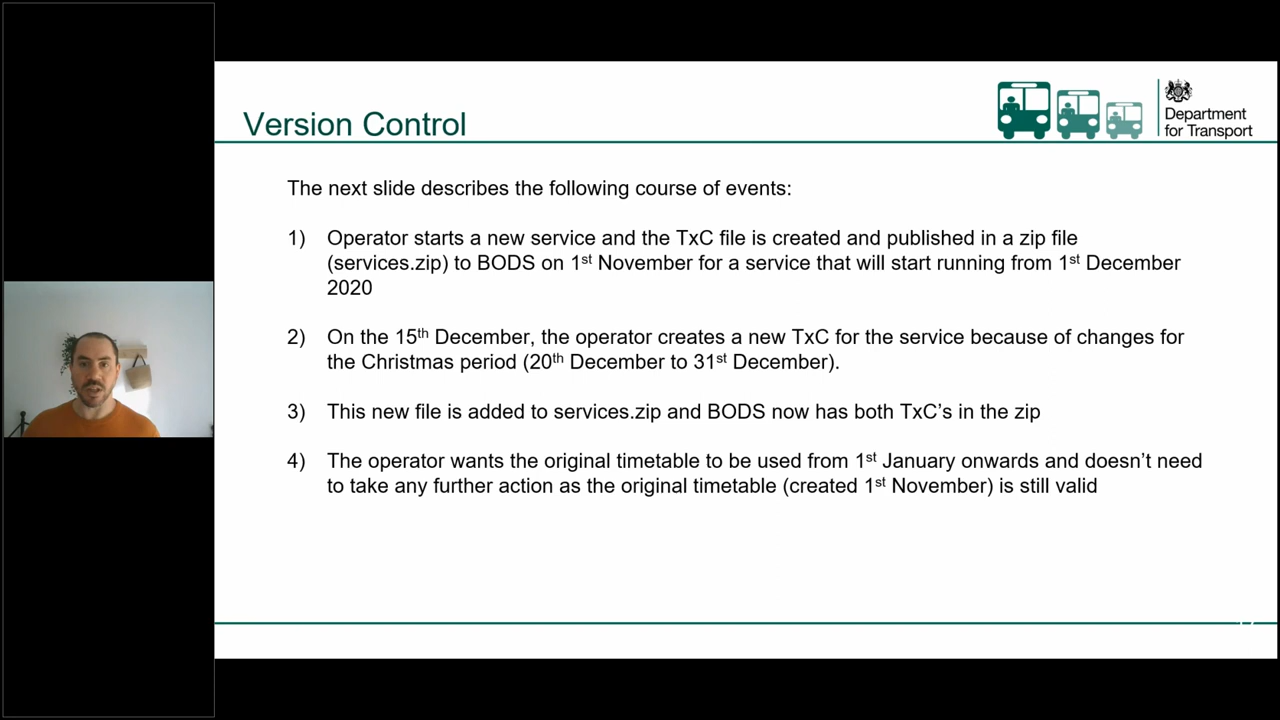 Version Control
Department
for Transport
The next slide describes the following course of events:
1) Operator starts a new service and the TxC file is created and published in a zip file
(services.zip) to BODS on 1st November for a service that will start running from 1st December
2020
2) On the 15th December, the operator creates a new TxC for the service because of changes for
the Christmas period (20th December to 31st December).
3) This new file is added to services.zip and BODS now has both TxC's in the zip
4) The operator wants the original timetable to be used from 1st January onwards and doesn't need
to take any further action as the original timetable (created 1st November) is still valid